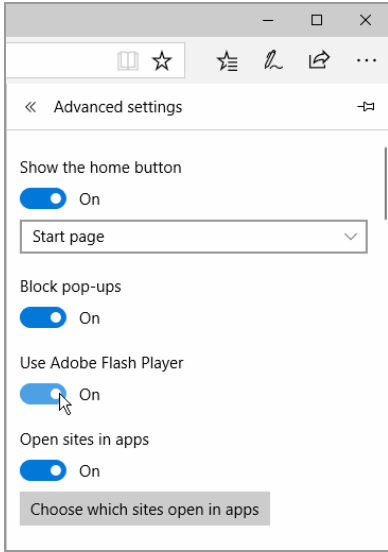 Advanced settings
Show the home button
On
Start page
Block pop-ups
On
Use Adobe Flash Player
On
Open sites in apps
On
Choose which sites open in apps